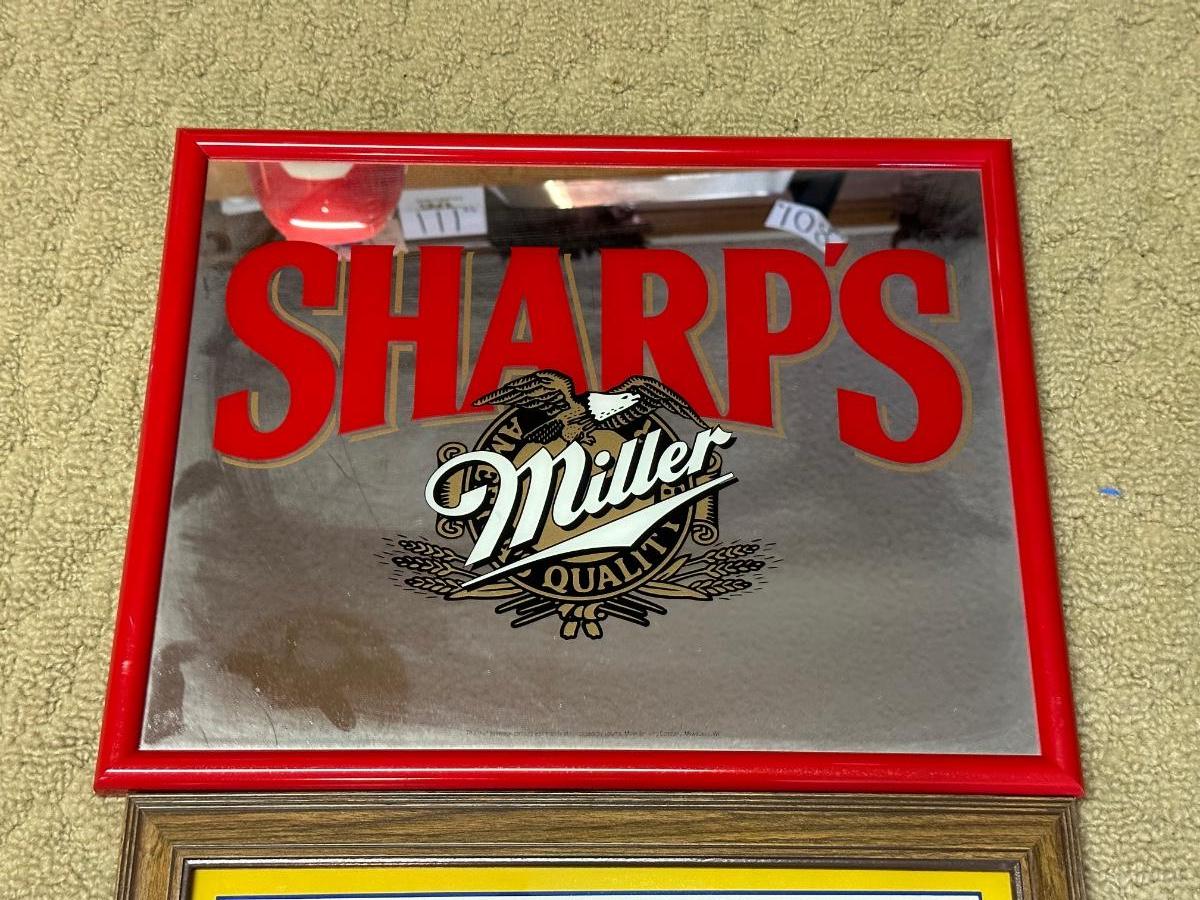 111
108
SHARP'S
Miller
QUALITY